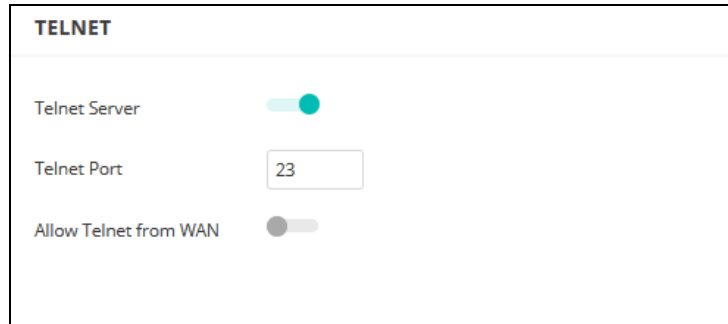 TELNET
Telnet Server
Telnet Port 23
Allow Telnet from WAN